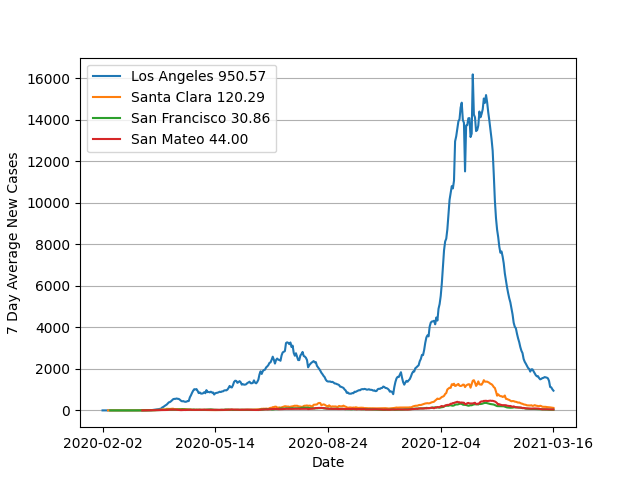 Los Angeles 950.57
Santa Clara 120.29
San Francisco 30.86
San Mateo 44.00
7 Day Average New Cases
16000
14000
12000
10000
8000
6000
4000
2000
0
2020-02-02 2020-05-14 2020-08-24 2020-12-04 2021-03-16
Date